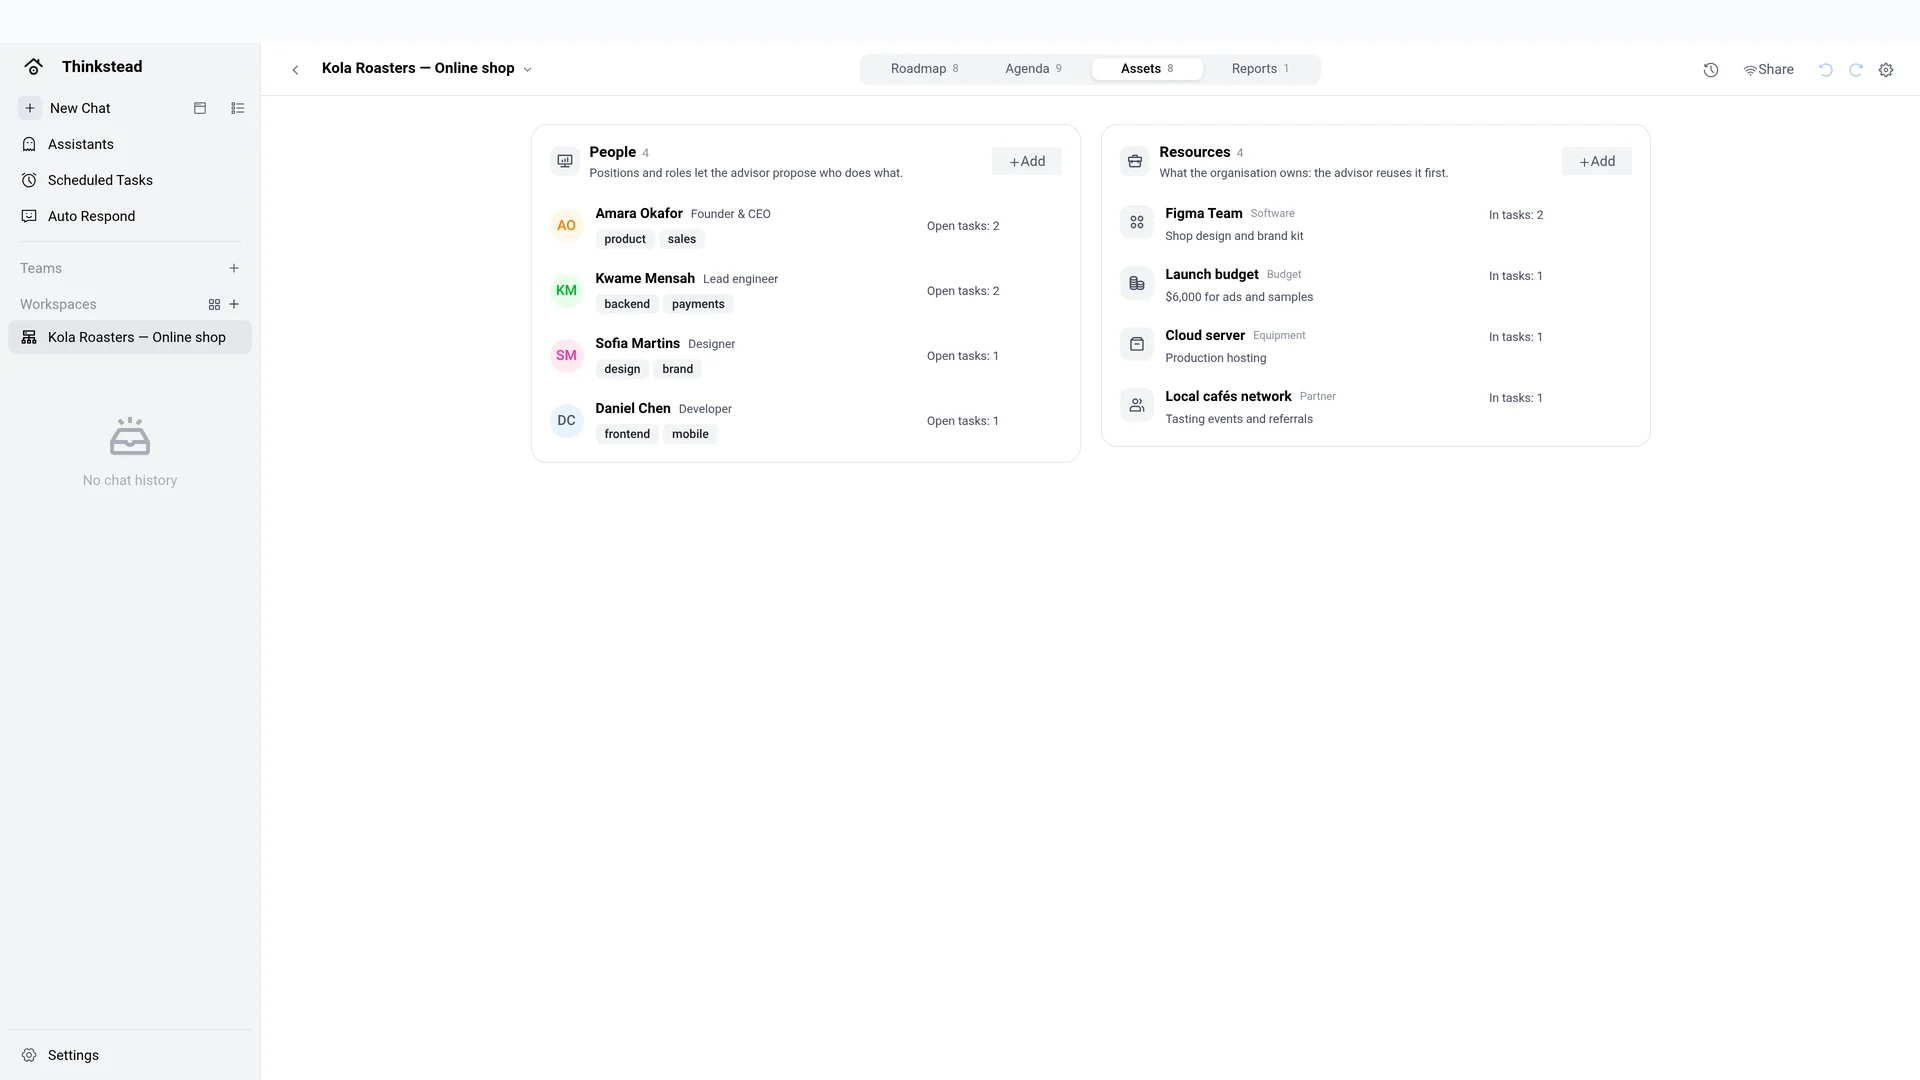 Thinkstead
New Chat
Assistants
Scheduled Tasks
Auto Respond
Teams
Workspaces
Kola Roasters — Online shop
No chat history
Settings
Kola Roasters — Online shop
Roadmap 8
Agenda 9
Assets 8
Reports 1
Share
People 4
Positions and roles let the advisor propose who does what.
+Add
AO
Amara Okafor Founder & CEO
product sales
Open tasks: 2
KM
Kwame Mensah Lead engineer
backend payments
Open tasks: 2
SM
Sofia Martins Designer
design brand
Open tasks: 1
DC
Daniel Chen Developer
frontend mobile
Open tasks: 1
Resources 4
What the organisation owns: the advisor reuses it first.
+Add
Figma Team Software
Shop design and brand kit
In tasks: 2
Launch budget Budget
$6,000 for ads and samples
In tasks: 1
Cloud server Equipment
Production hosting
In tasks: 1
Local cafés network Partner
Tasting events and referrals
In tasks: 1